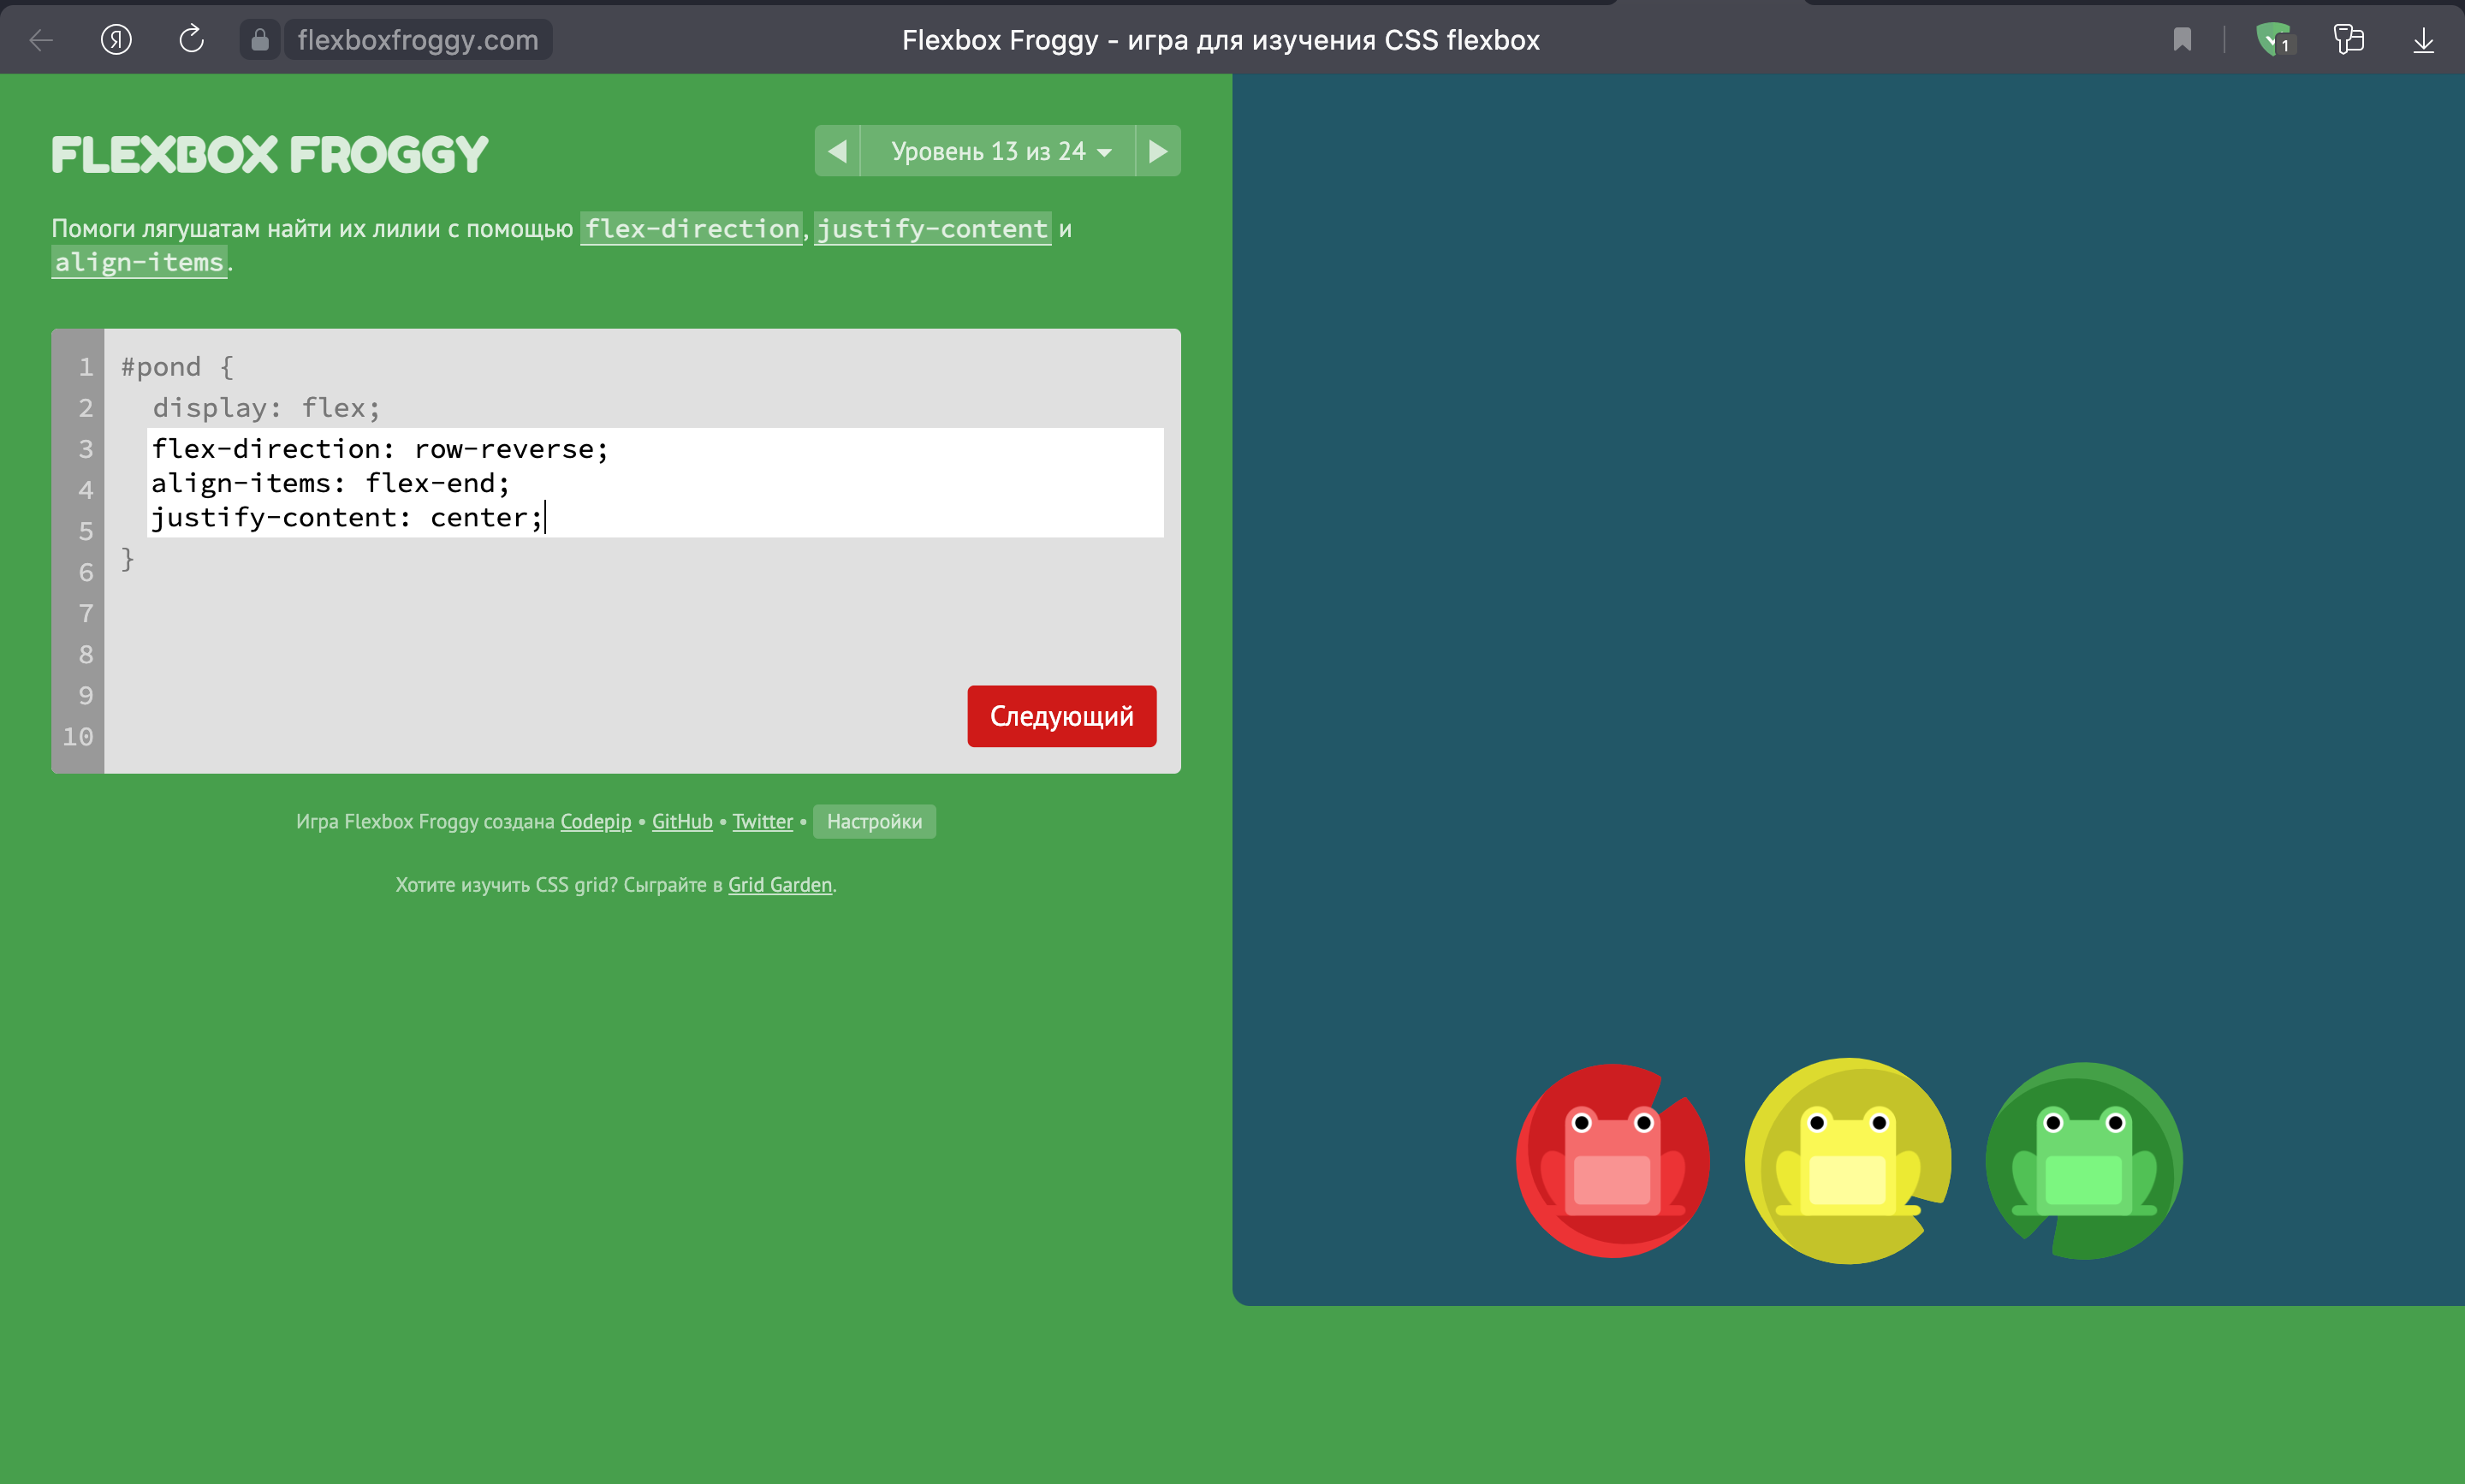 flexboxfroggy.com
Flexbox Froggy - игра для изучения CSS flexbox
1
FLEXBOX FROGGY
Уровень 13 из 24
Помоги лягушатам найти их лилии с помощью flex-direction, justify-content и
align-items.
1 #pond {
2 display: flex;
3 flex-direction: row-reverse;
4 align-items: flex-end;
5 justify-content: center;
6 }
7
8
9
10
Следующий
Игра Flexbox Froggy создана Codepip • GitHub • Twitter • Настройки
Хотите изучить CSS grid? Сыграйте в Grid Garden.